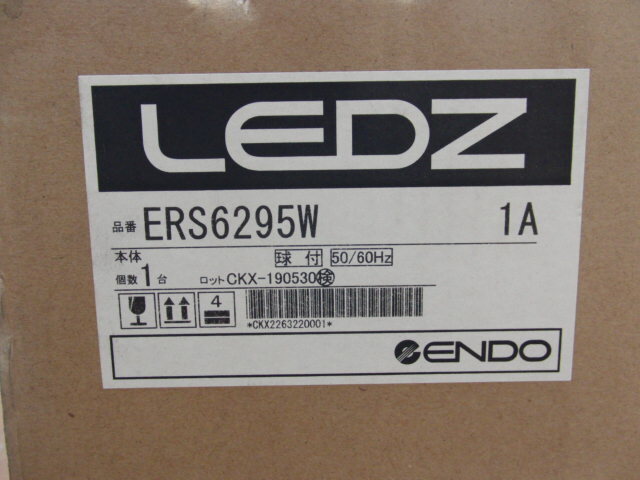 LEDZ
品番 ERS6295W 1A
本体 球付 50/60Hz
個数 1台 ロット CKX-190530 検
4
*CKX2263220001*
ENDO